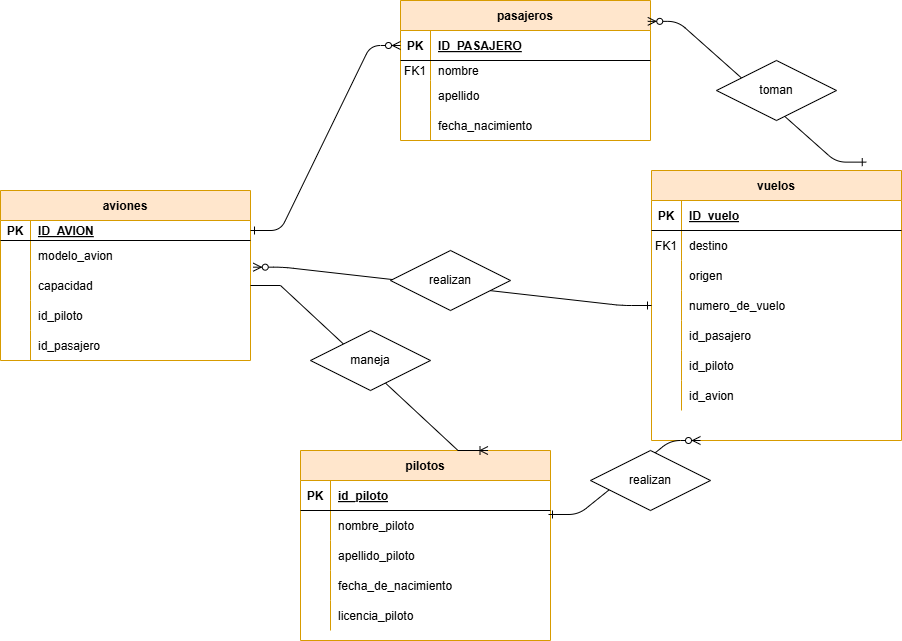 pasajeros
PK ID_PASAJERO
FK1 nombre
apellido
fecha_nacimiento
toman
aviones
PK ID_AVION
modelo_avion
capacidad
id_piloto
id_pasajero
vuelos
PK ID_vuelo
FK1 destino
origen
numero_de_vuelo
id_pasajero
id_piloto
id_avion
realizan
maneja
pilotos
PK id_piloto
nombre_piloto
apellido_piloto
fecha_de_nacimiento
licencia_piloto
realizan